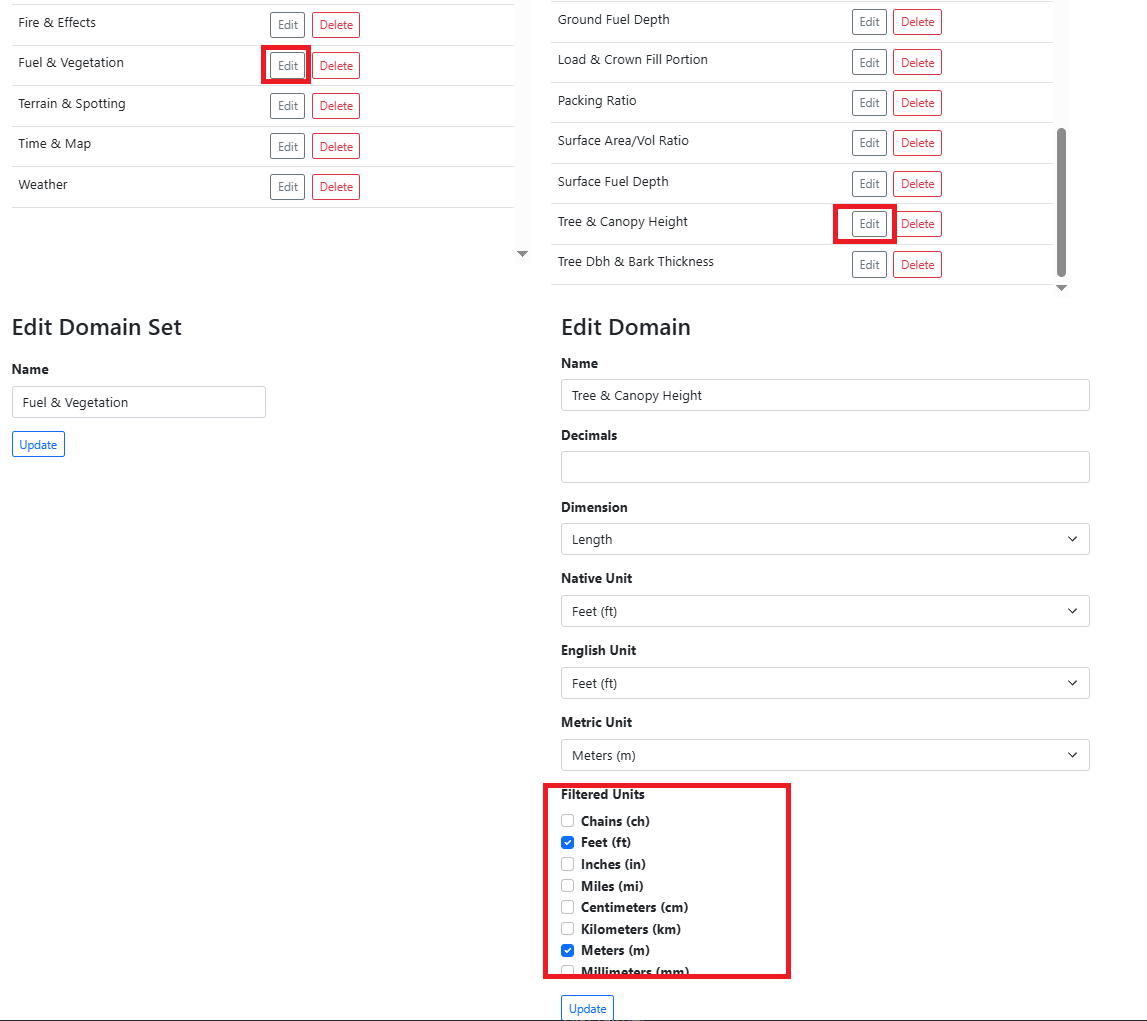 Fire & Effects Edit Delete
Fuel & Vegetation Edit Delete
Terrain & Spotting Edit Delete
Time & Map Edit Delete
Weather Edit Delete
Edit Domain Set
Name
Fuel & Vegetation
Update
Ground Fuel Depth Edit Delete
Load & Crown Fill Portion Edit Delete
Packing Ratio Edit Delete
Surface Area/Vol Ratio Edit Delete
Surface Fuel Depth Edit Delete
Tree & Canopy Height Edit Delete
Tree Dbh & Bark Thickness Edit Delete
Edit Domain
Name
Tree & Canopy Height
Decimals
Dimension
Length
Native Unit
Feet (ft)
English Unit
Feet (ft)
Metric Unit
Meters (m)
Filtered Units
Chains (ch)
Feet (ft)
Inches (in)
Miles (mi)
Centimeters (cm)
Kilometers (km)
Meters (m)
Millimeters (mm)
Update